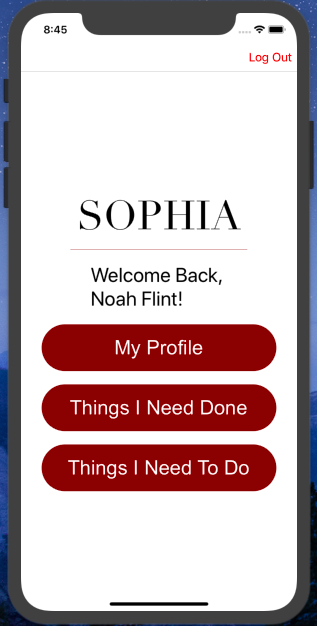 8:45
Log Out
SOPHIA
Welcome Back,
Noah Flint!
My Profile
Things I Need Done
Things I Need To Do